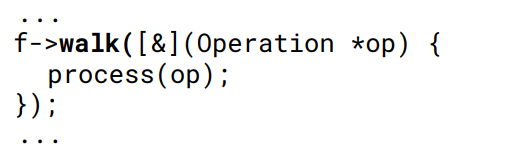 ...
f->walk([&](Operation *op) {
  process(op);
});
...